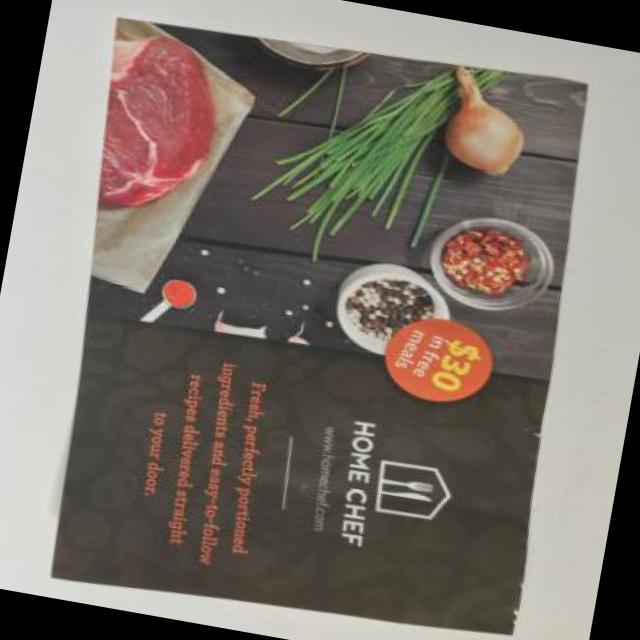 $30
in free
meals
HOME CHEF
www.homechef.com
Fresh, perfectly portioned
ingredients and easy-to-follow
recipes delivered straight
to your door.